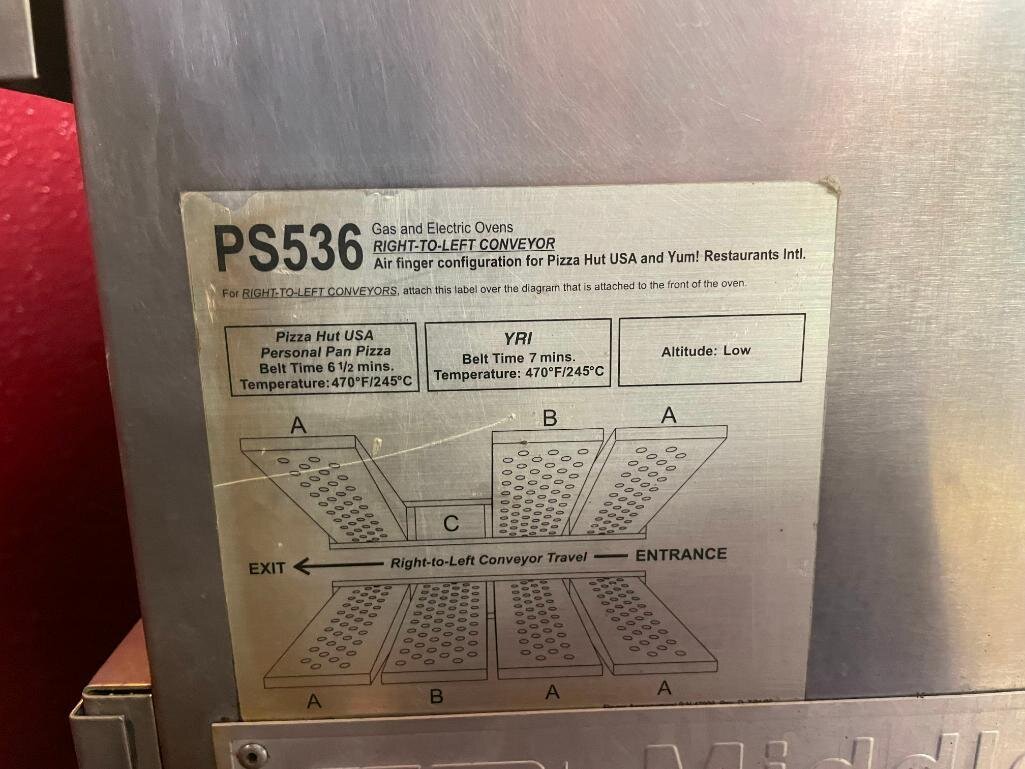 PS536
Gas and Electric Ovens
RIGHT-TO-LEFT CONVEYOR
Air finger configuration for Pizza Hut USA and Yum! Restaurants Intl.
For RIGHT-TO-LEFT CONVEYORS, attach this label over the diagram that is attached to the front of the oven.
Pizza Hut USA
Personal Pan Pizza
Belt Time 6 1/2 mins.
Temperature: 470°F/245°C
YRI
Belt Time 7 mins.
Temperature: 470°F/245°C
Altitude: Low
A
B
A
C
EXIT
Right-to-Left Conveyor Travel
ENTRANCE
A
B
A
A